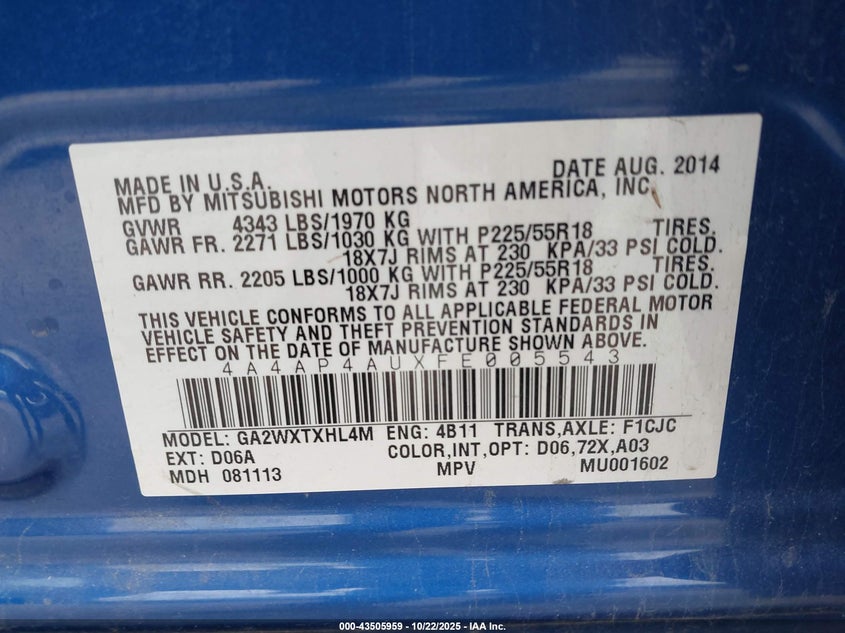 MADE IN U.S.A. DATE AUG. 2014
MFD BY MITSUBISHI MOTORS NORTH AMERICA, INC.
GVWR 4343 LBS/1970 KG
GAWR FR. 2271 LBS/1030 KG WITH P225/55R18 TIRES.
18X7J RIMS AT 230 KPA/33 PSI COLD.
GAWR RR. 2205 LBS/1000 KG WITH P225/55R18 TIRES.
18X7J RIMS AT 230 KPA/33 PSI COLD.
THIS VEHICLE CONFORMS TO ALL APPLICABLE FEDERAL MOTOR
VEHICLE SAFETY AND THEFT PREVENTION STANDARDS IN
EFFECT ON THE DATE OF MANUFACTURE SHOWN ABOVE.
4A4AP4AUXFE005543
MODEL: GA2WXTXHL4M ENG: 4B11 TRANS,AXLE: F1CJC
EXT: D06A COLOR,INT,OPT: D06,72X,A03
MDH 081113 MPV MU001602
000-43505959 - 10/22/2025 - IAA Inc.